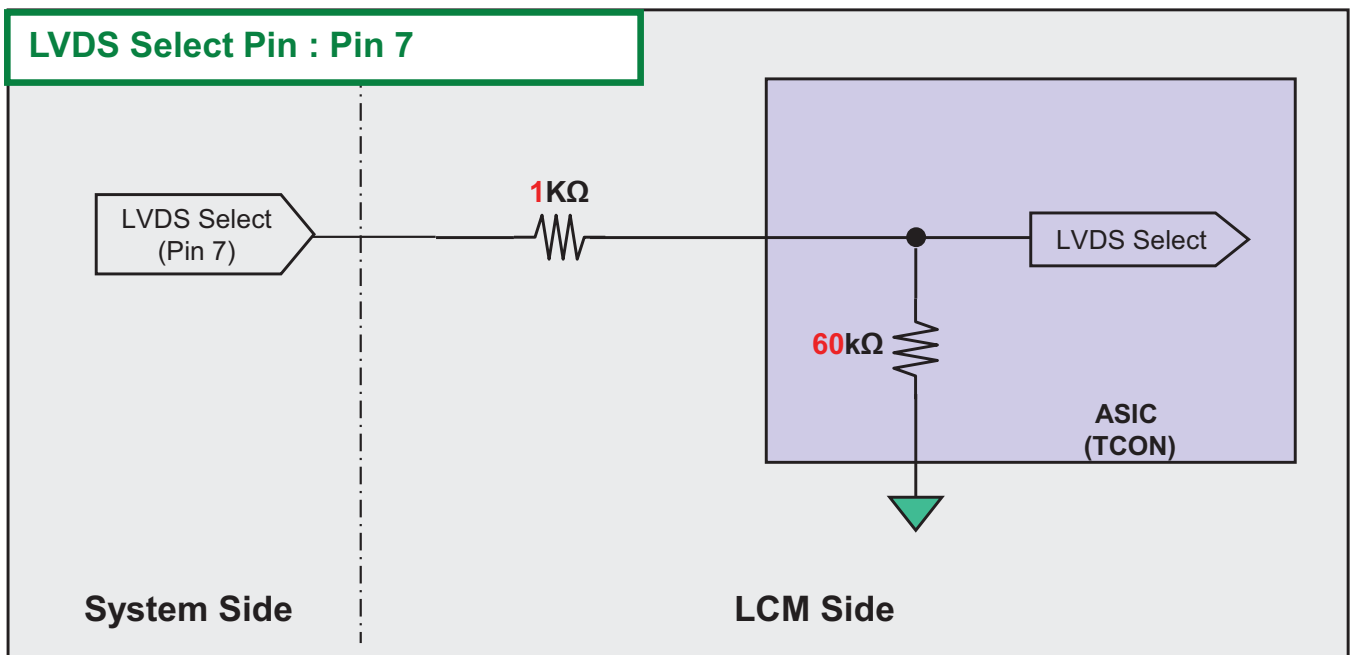 LVDS Select Pin : Pin 7
1KΩ
LVDS Select
(Pin 7)
LVDS Select
60kΩ
ASIC
(TCON)
System Side
LCM Side